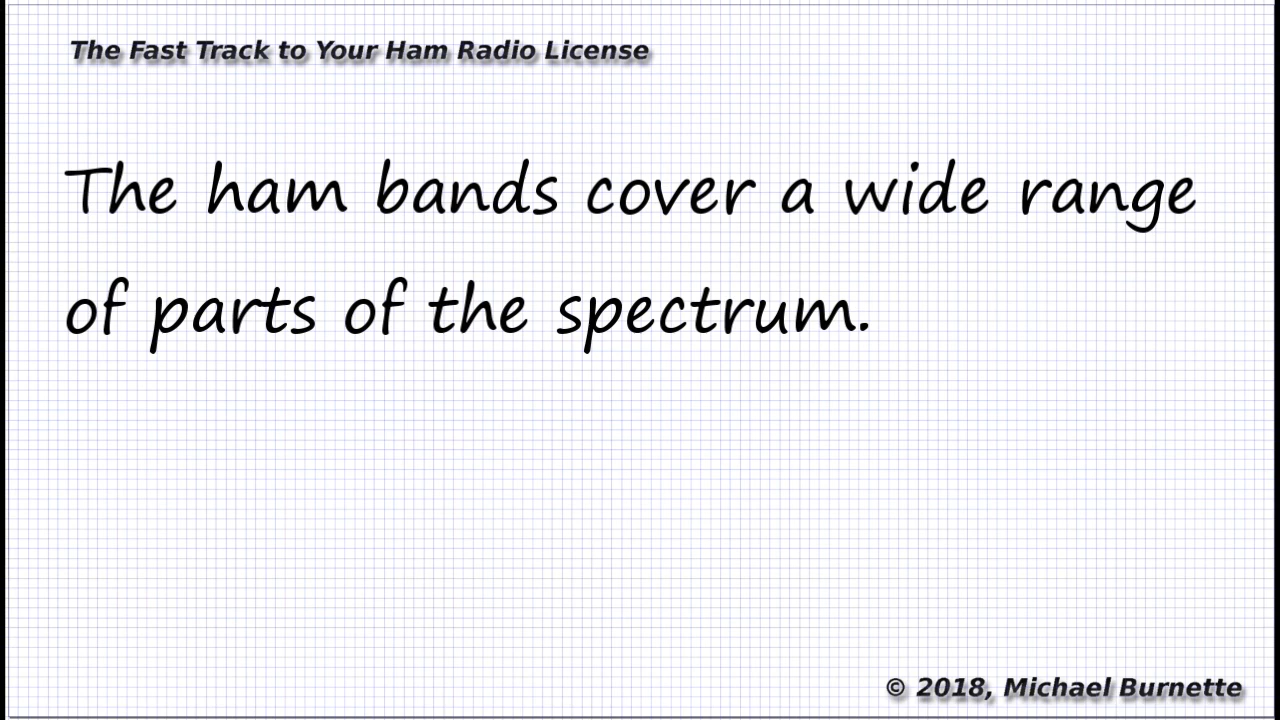 The Fast Track to Your Ham Radio License
The ham bands cover a wide range
of parts of the spectrum.
© 2018, Michael Burnette